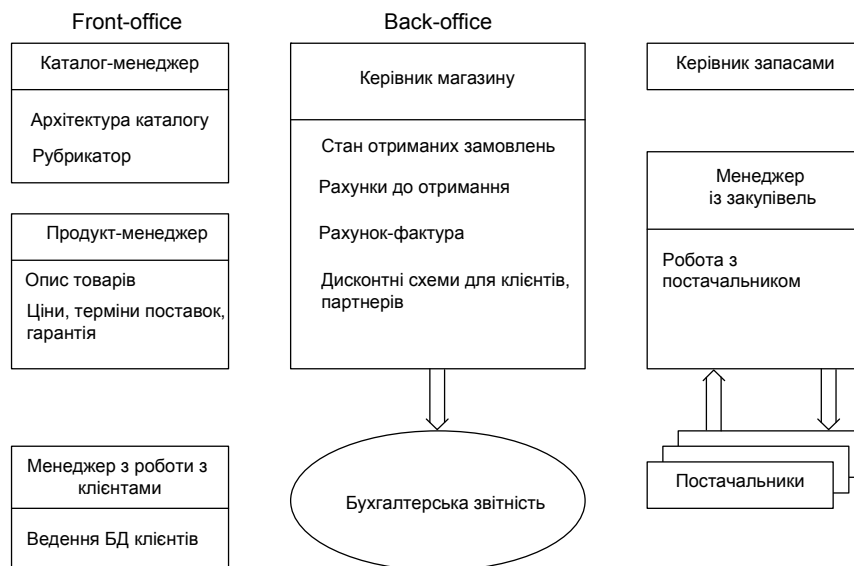 Front-office
Каталог-менеджер
Архітектура каталогу
Рубрикатор
Продукт-менеджер
Опис товарів
Ціни, терміни поставок,
гарантія
Менеджер з роботи з
клієнтами
Ведення БД клієнтів
Back-office
Керівник магазину
Стан отриманих замовлень
Рахунки до отримання
Рахунок-фактура
Дисконтні схеми для клієнтів,
партнерів
Бухгалтерська звітність
Керівник запасами
Менеджер
із закупівель
Робота з
постачальником
Постачальники